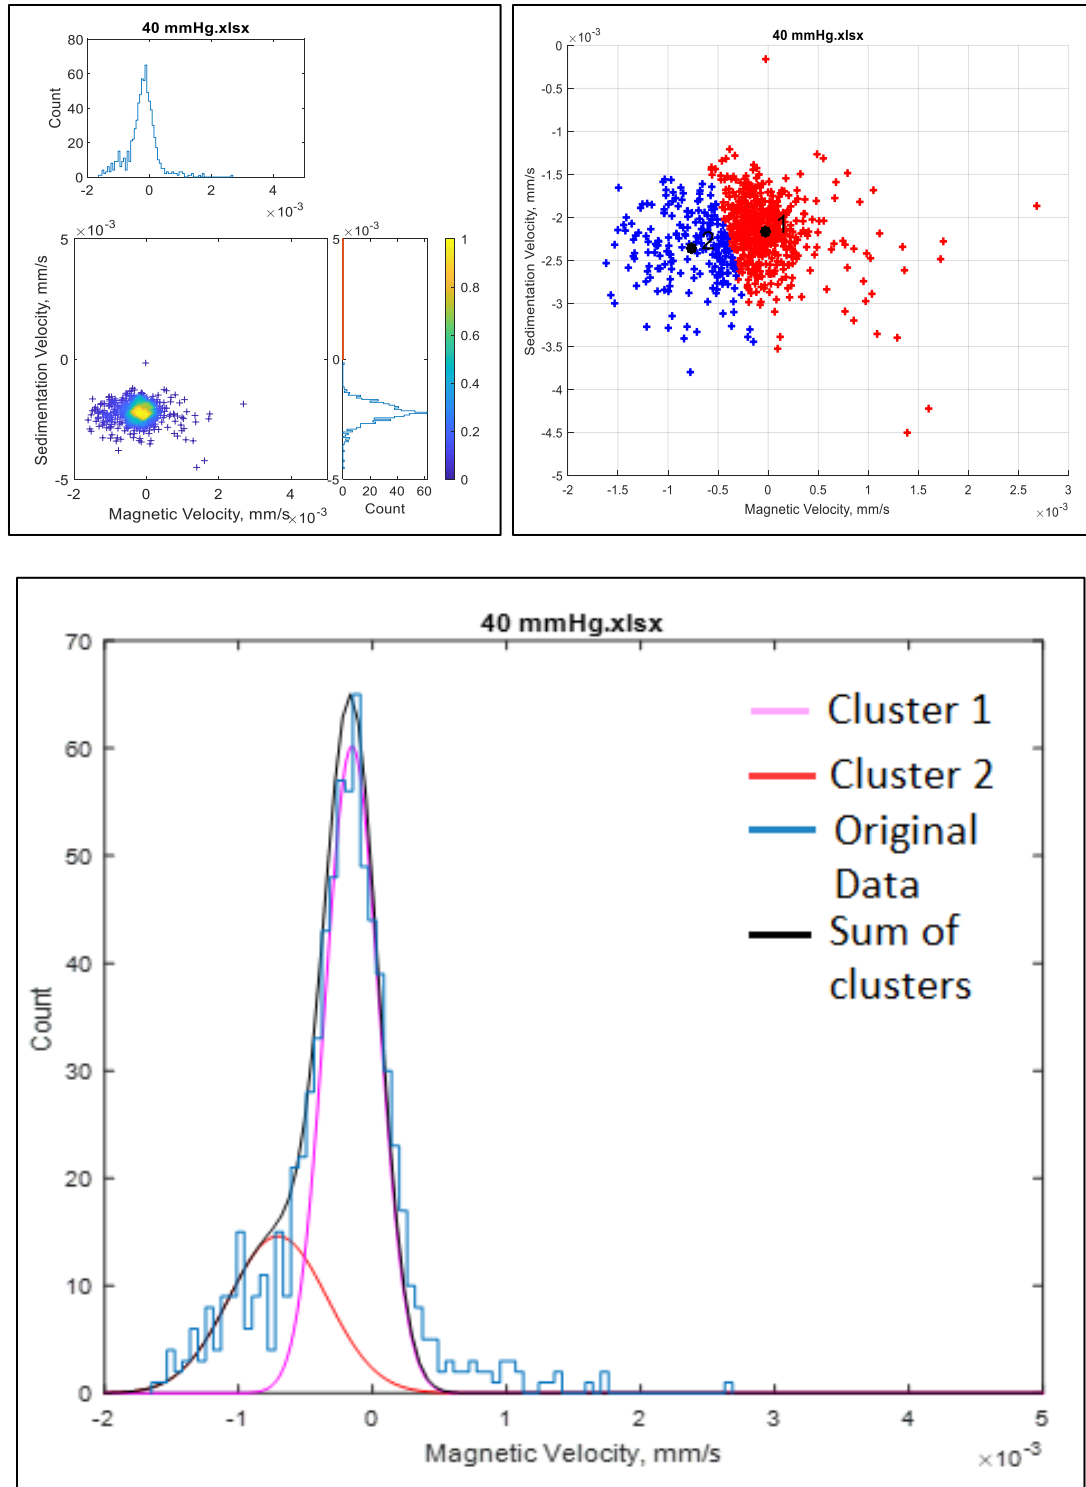 40 mmHg.xlsx
80
60
40
20
0
Count
-2 0 2 4
×10⁻³
5 ×10⁻³
0
-5
Sedimentation Velocity, mm/s
-2 0 2 4
Magnetic Velocity, mm/s
×10⁻³
5 ×10⁻³
0
-5
0 20 40 60
Count
1
0.8
0.6
0.4
0.2
0
40 mmHg.xlsx
×10⁻³
0
-0.5
-1
-1.5
-2
-2.5
-3
-3.5
-4
-4.5
-5
Sedimentation Velocity, mm/s
1
2
-2 -1.5 -1 -0.5 0 0.5 1 1.5 2 2.5 3
Magnetic Velocity, mm/s
×10⁻³
40 mmHg.xlsx
70
60
50
40
30
20
10
0
Count
Cluster 1
Cluster 2
Original
Data
Sum of
clusters
-2 -1 0 1 2 3 4 5
Magnetic Velocity, mm/s
×10⁻³